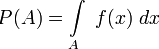 P(A) = ∫_A f(x) dx